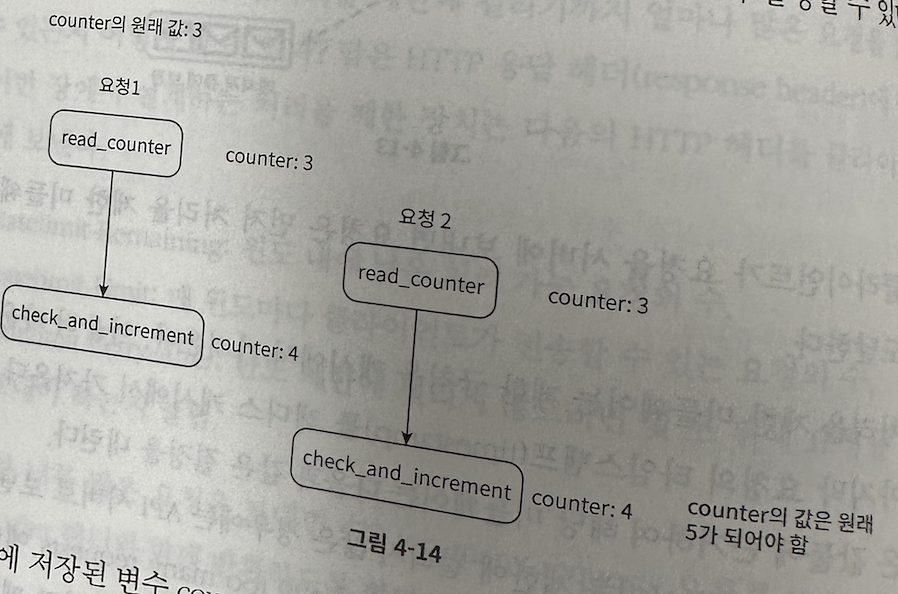 counter의 원래 값: 3
요청1
read_counter
counter: 3
요청 2
read_counter
counter: 3
check_and_increment
counter: 4
check_and_increment
counter: 4
counter의 값은 원래
5가 되어야 함
그림 4-14
에 저장된 변수